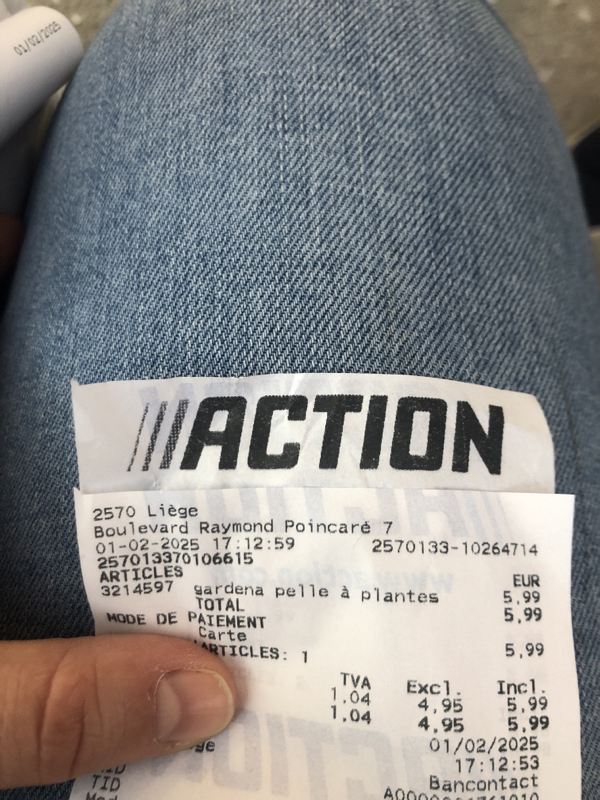 01/02/2025
ACTION
2570 Liège
Boulevard Raymond Poincaré 7
01-02-2025 17:12:59 2570133-10264714
257013370106615
ARTICLES EUR
3214597 gardena pelle à plantes 5,99
TOTAL 5,99
MODE DE PAIEMENT
Carte 5,99
ARTICLES: 1
TVA Excl. Incl.
1.04 4,95 5,99
1.04 4,95 5,99
01/02/2025
17:12:53
TID Bancontact